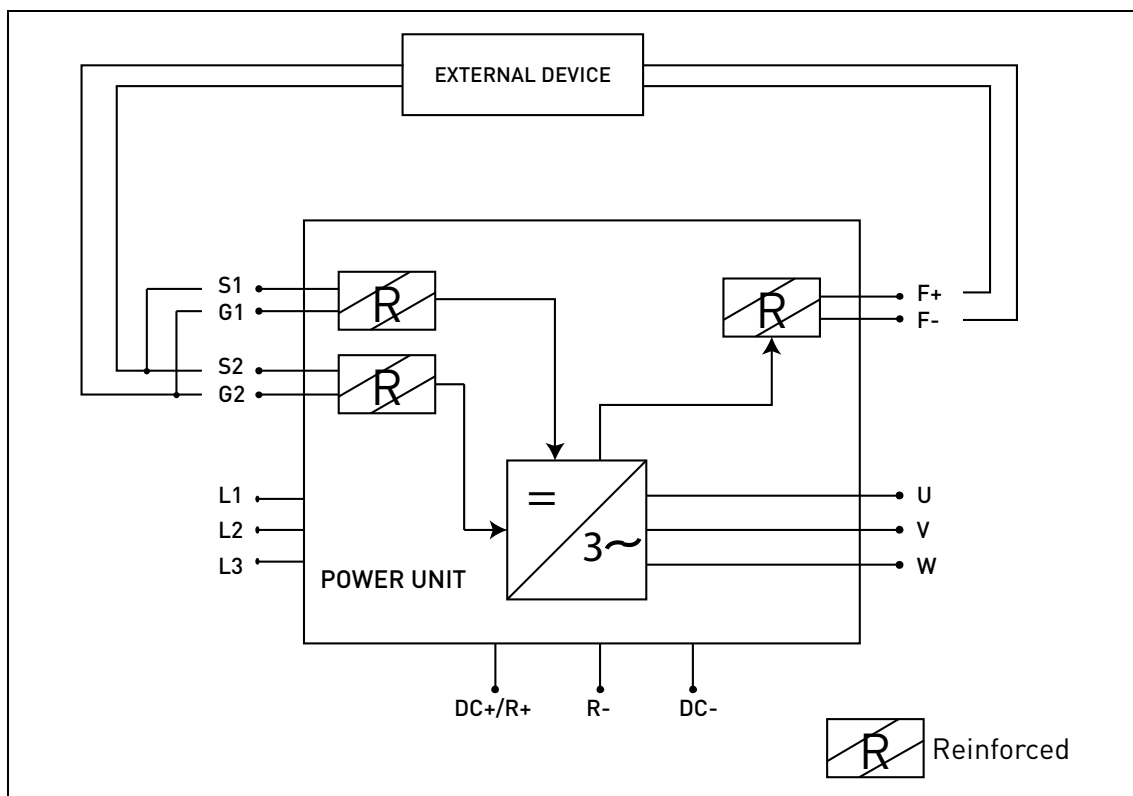 EXTERNAL DEVICE
S1
G1
S2
G2
R
R
R
F+
F-
L1
L2
L3
=
3~
U
V
W
POWER UNIT
DC+/R+
R-
DC-
R
Reinforced